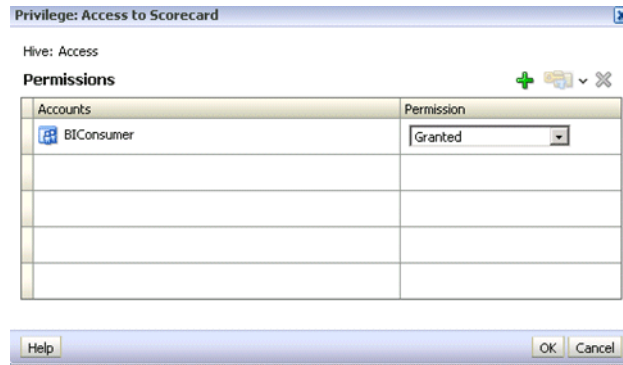 Privilege: Access to Scorecard
Hive: Access
Permissions
Accounts Permission
BIConsumer Granted
Help OK Cancel